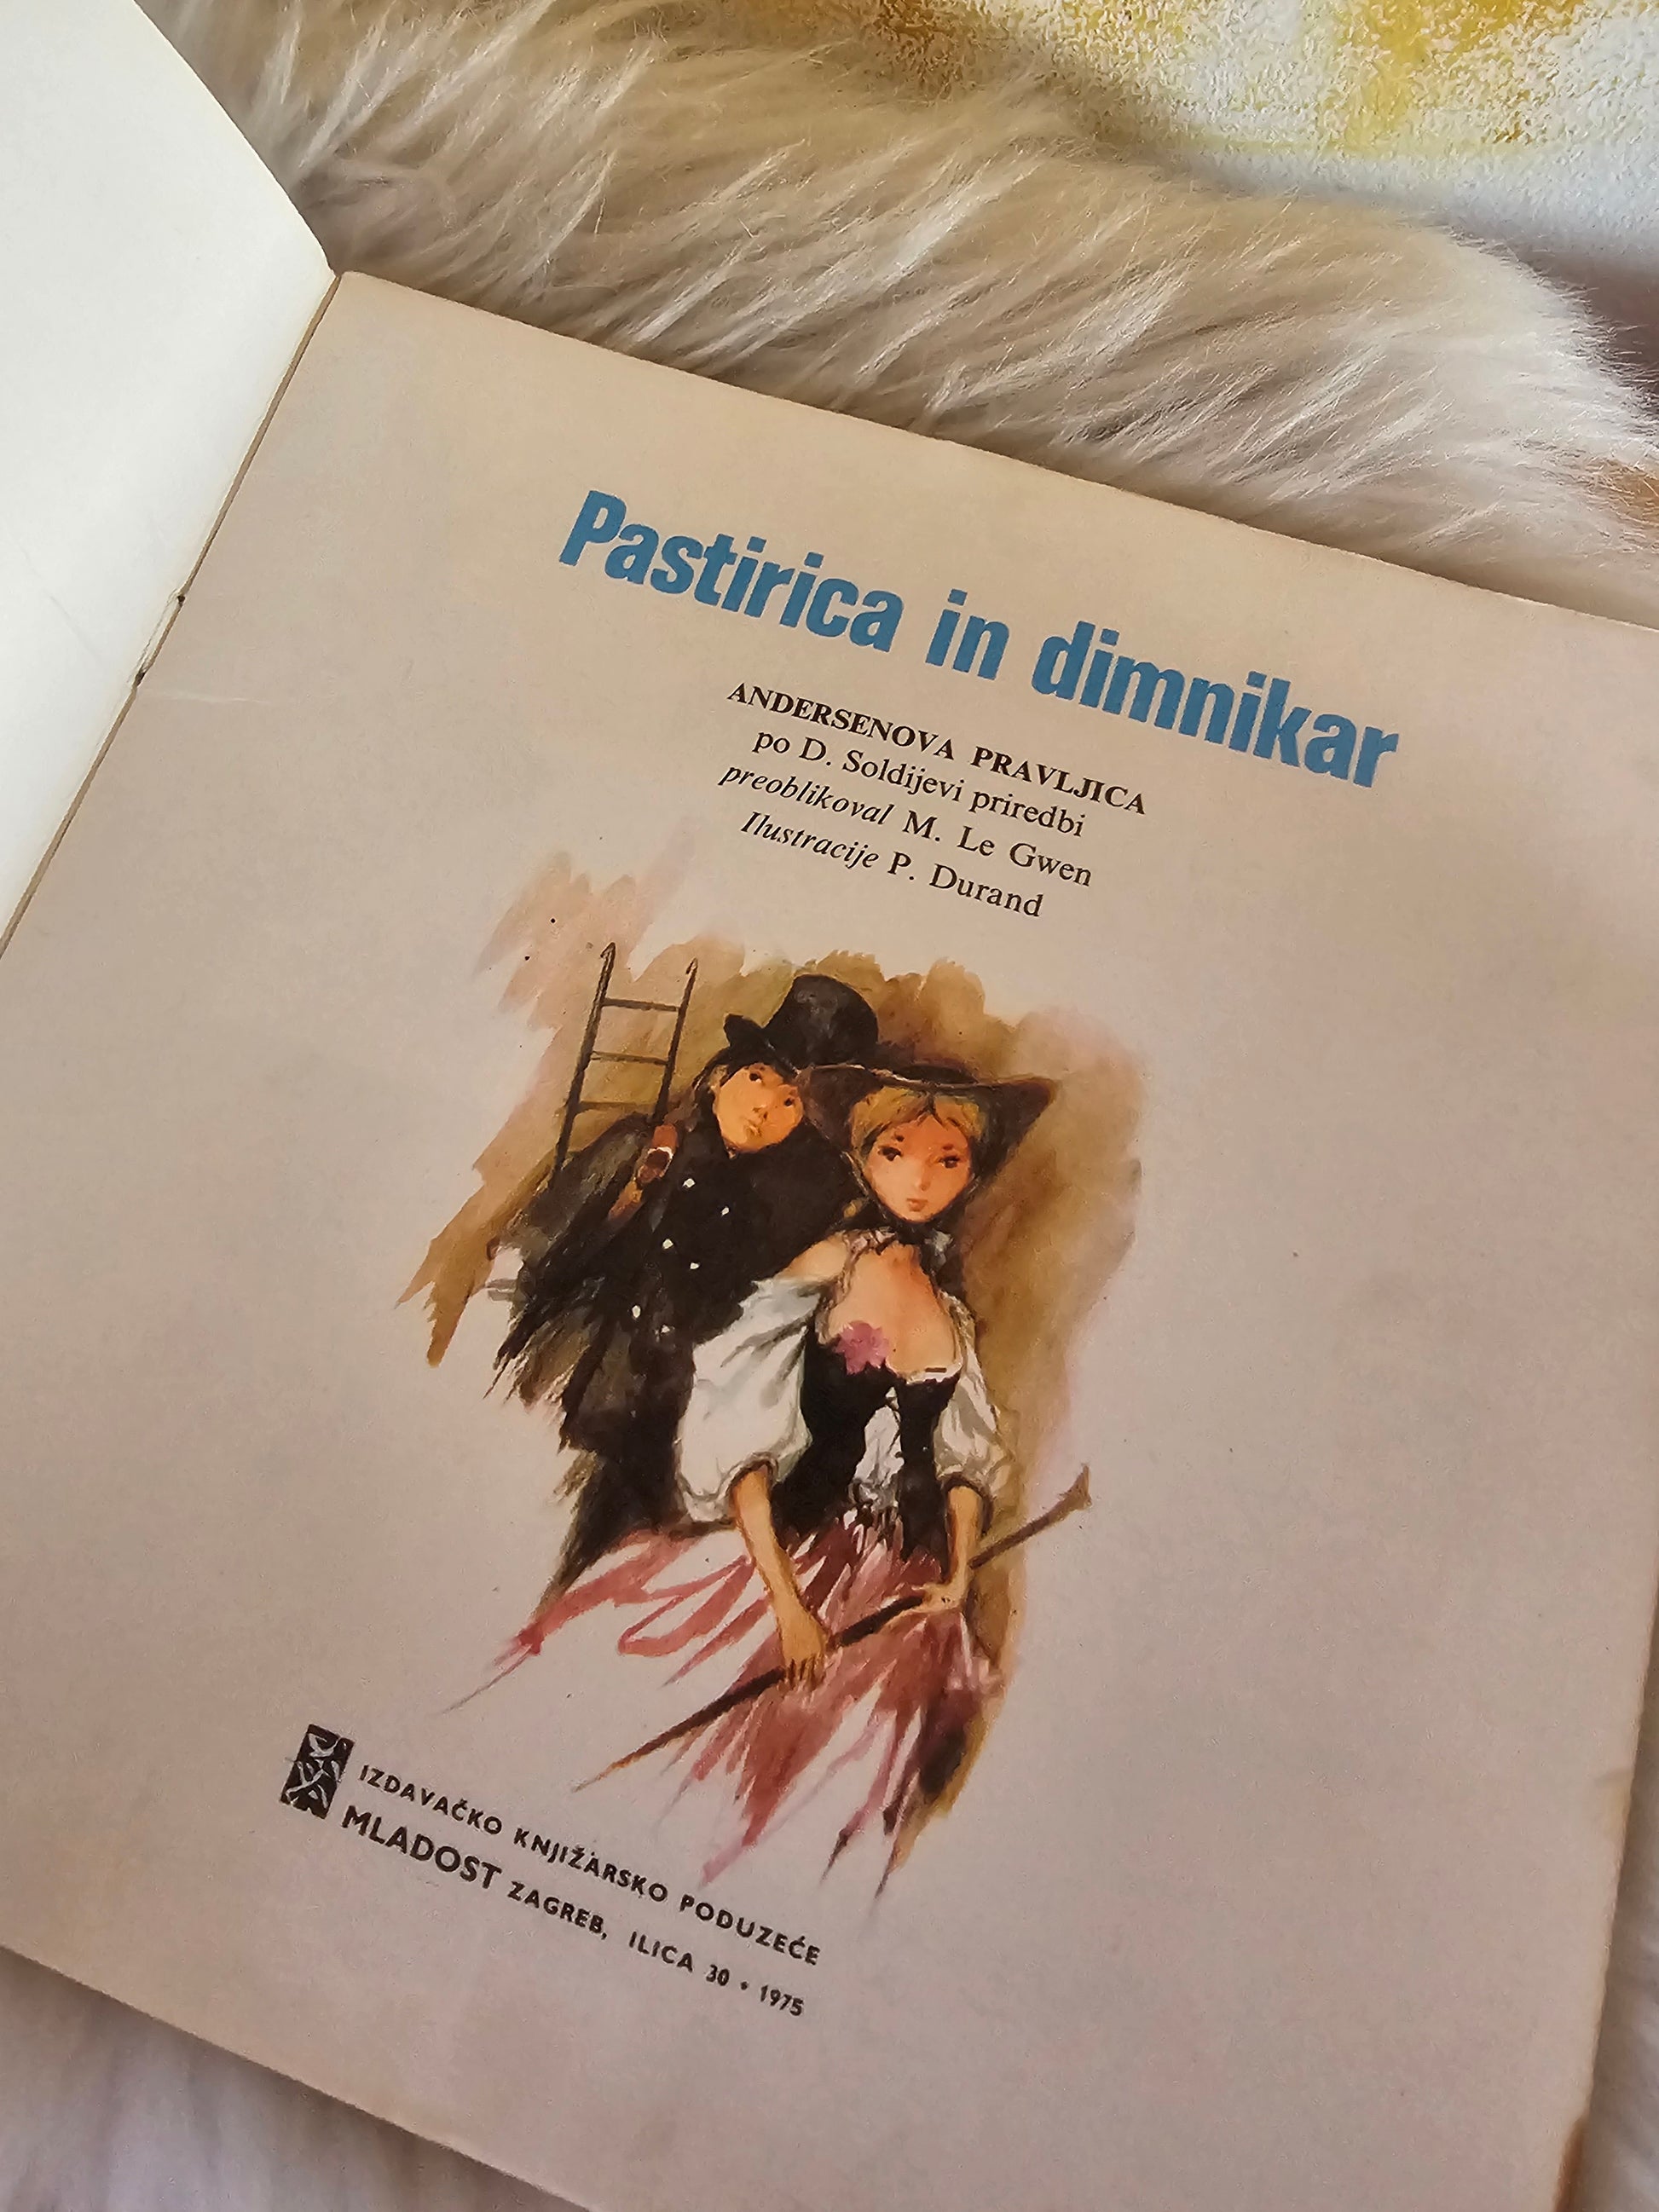 Pastirica in dimnikar
ANDERSENOVA PRAVLJICA
po D. Soldijevi priredbi
preoblikoval M. Le Gwen
Ilustracije P. Durand
IZDAVAČKO KNJIŽARSKO PODUZEĆE
MLADOST ZAGREB, ILICA 30 • 1975